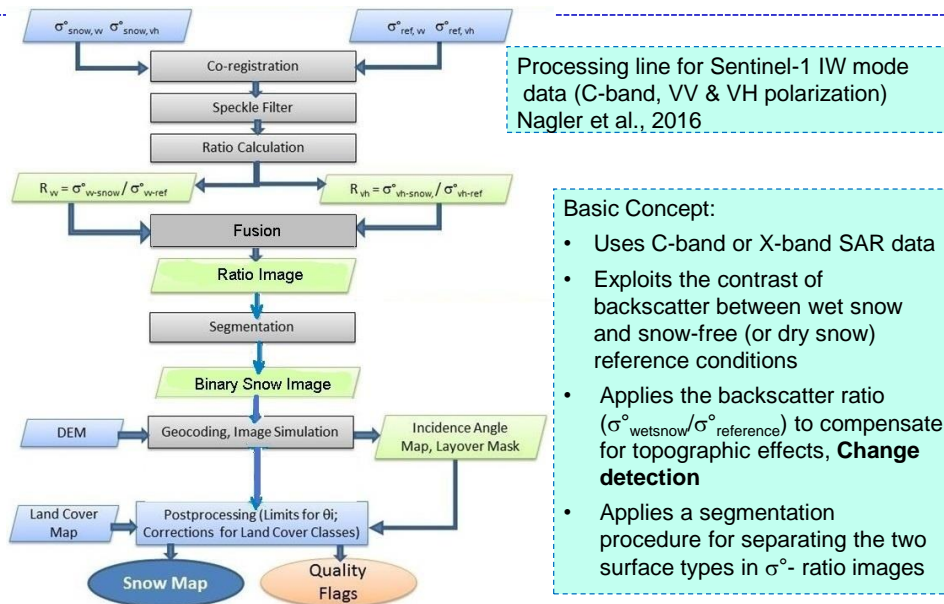 σ°snow, vv σ°snow, vh
σ°ref, vv σ°ref, vh
Co-registration
Speckle Filter
Ratio Calculation
R vv = σ°vv-snow / σ°vv-ref
R vh = σ°vh-snow, / σ°vh-ref
Fusion
Ratio Image
Segmentation
Binary Snow Image
DEM
Geocoding, Image Simulation
Incidence Angle
Map, Layover Mask
Land Cover
Map
Postprocessing (Limits for θi;
Corrections for Land Cover Classes)
Snow Map
Quality
Flags
Processing line for Sentinel-1 IW mode
data (C-band, VV & VH polarization)
Nagler et al., 2016
Basic Concept:
• Uses C-band or X-band SAR data
• Exploits the contrast of
backscatter between wet snow
and snow-free (or dry snow)
reference conditions
• Applies the backscatter ratio
(σ°wetsnow/σ°reference) to compensate
for topographic effects, Change
detection
• Applies a segmentation
procedure for separating the two
surface types in σ°- ratio images